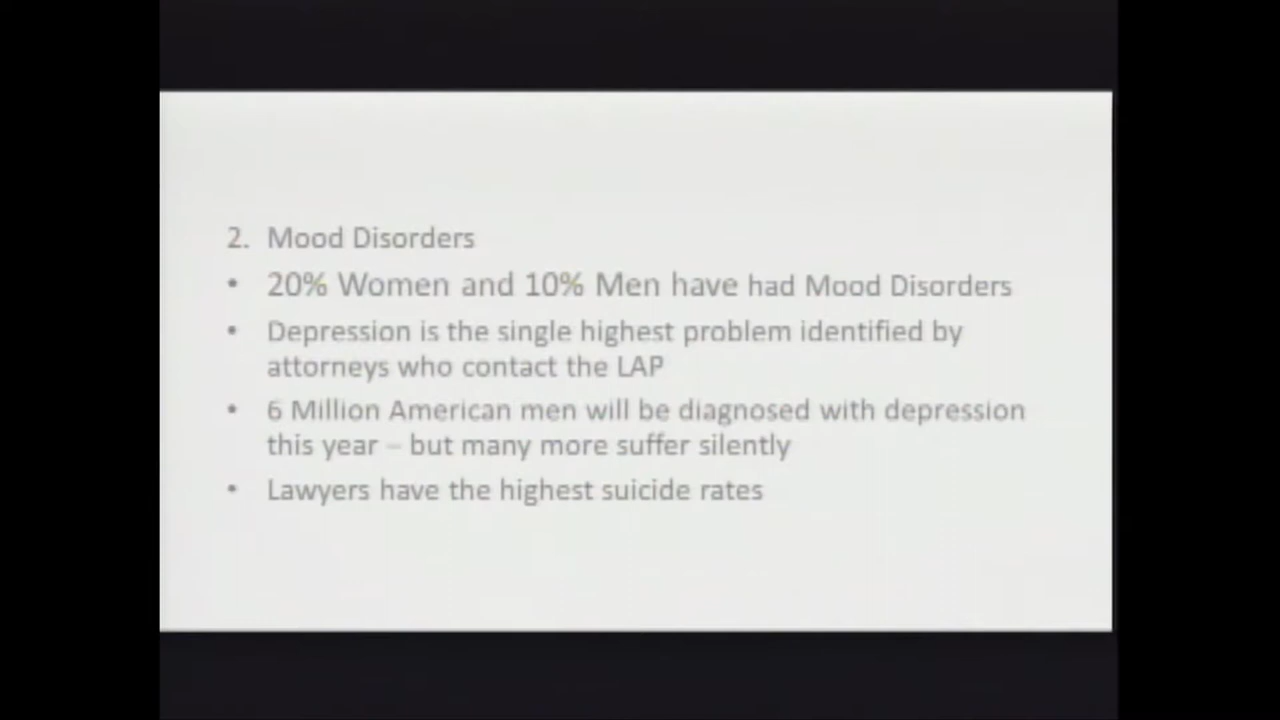 2. Mood Disorders
• 20% Women and 10% Men have had Mood Disorders
• Depression is the single highest problem identified by
attorneys who contact the LAP
• 6 Million American men will be diagnosed with depression
this year – but many more suffer silently
• Lawyers have the highest suicide rates